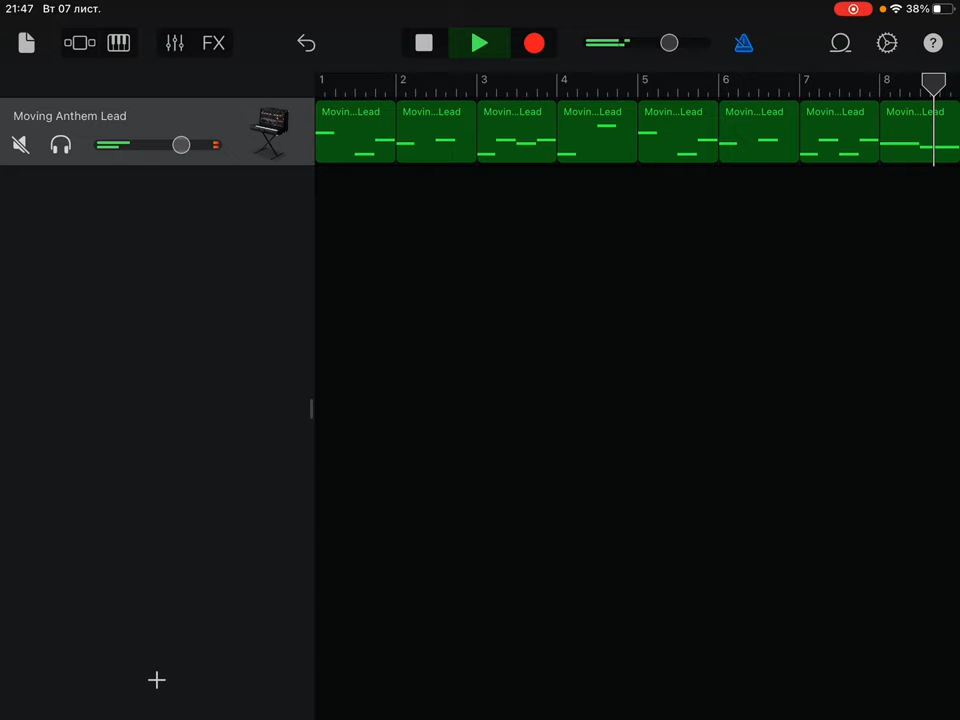 21:47 Вт 07 лист. 38%
FX
?
1 2 3 4 5 6 7 8
Moving Anthem Lead
Movin...Lead Movin...Lead Movin...Lead Movin...Lead Movin...Lead Movin...Lead Movin...Lead Movin...Lead